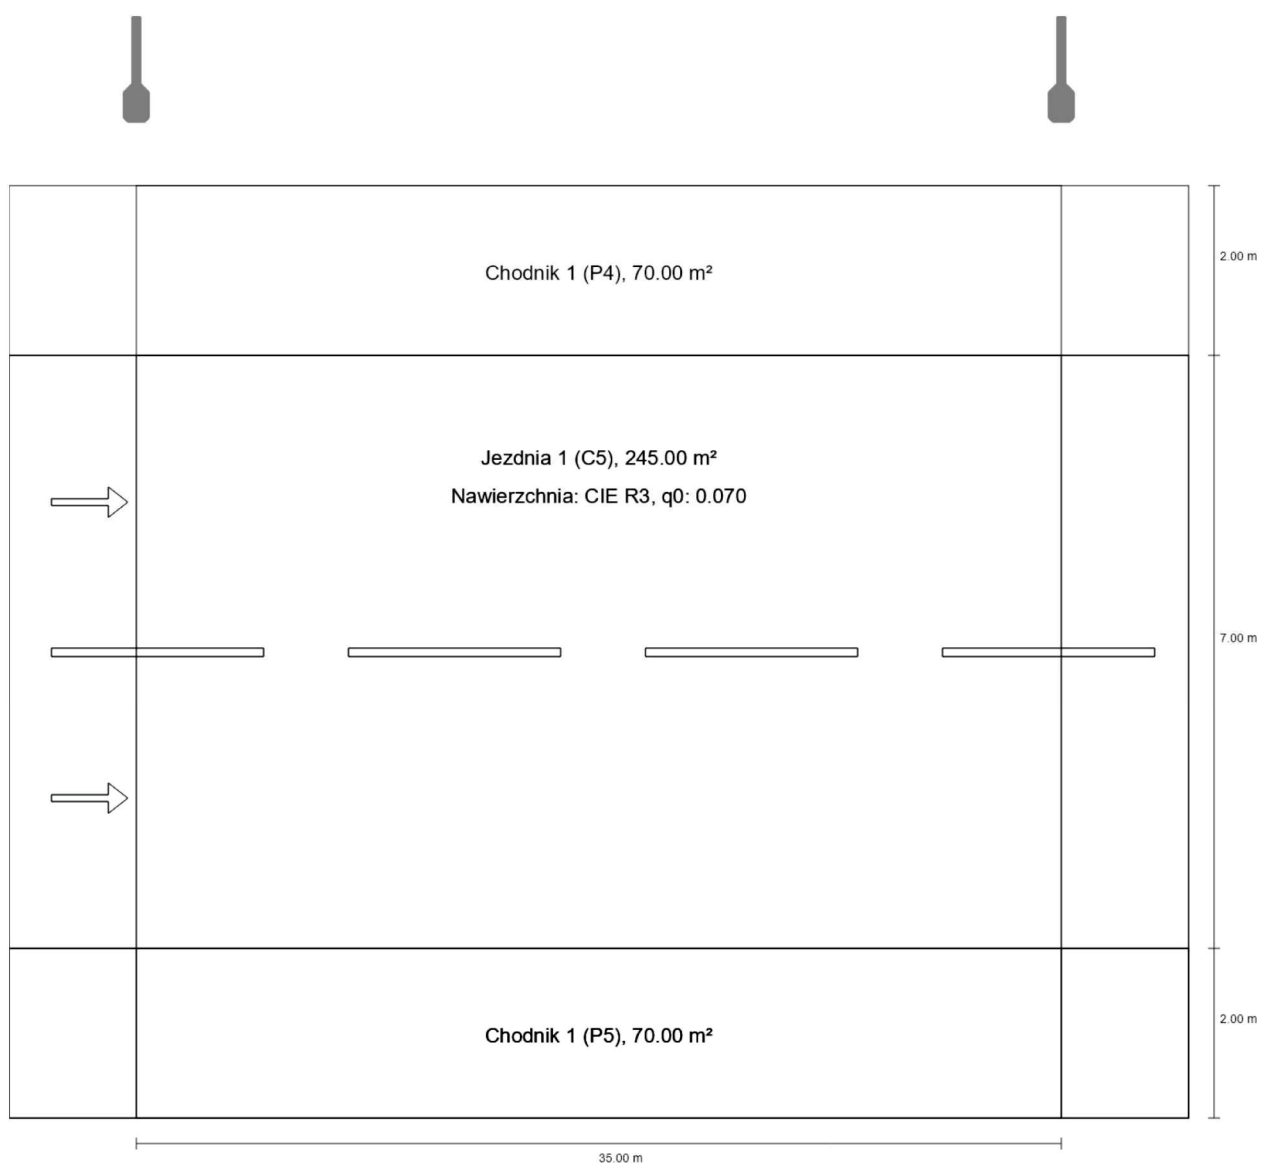 Chodnik 1 (P4), 70.00 m²
2.00 m
Jezdnia 1 (C5), 245.00 m²
Nawierzchnia: CIE R3, q0: 0.070
7.00 m
2.00 m
Chodnik 1 (P5), 70.00 m²
35.00 m